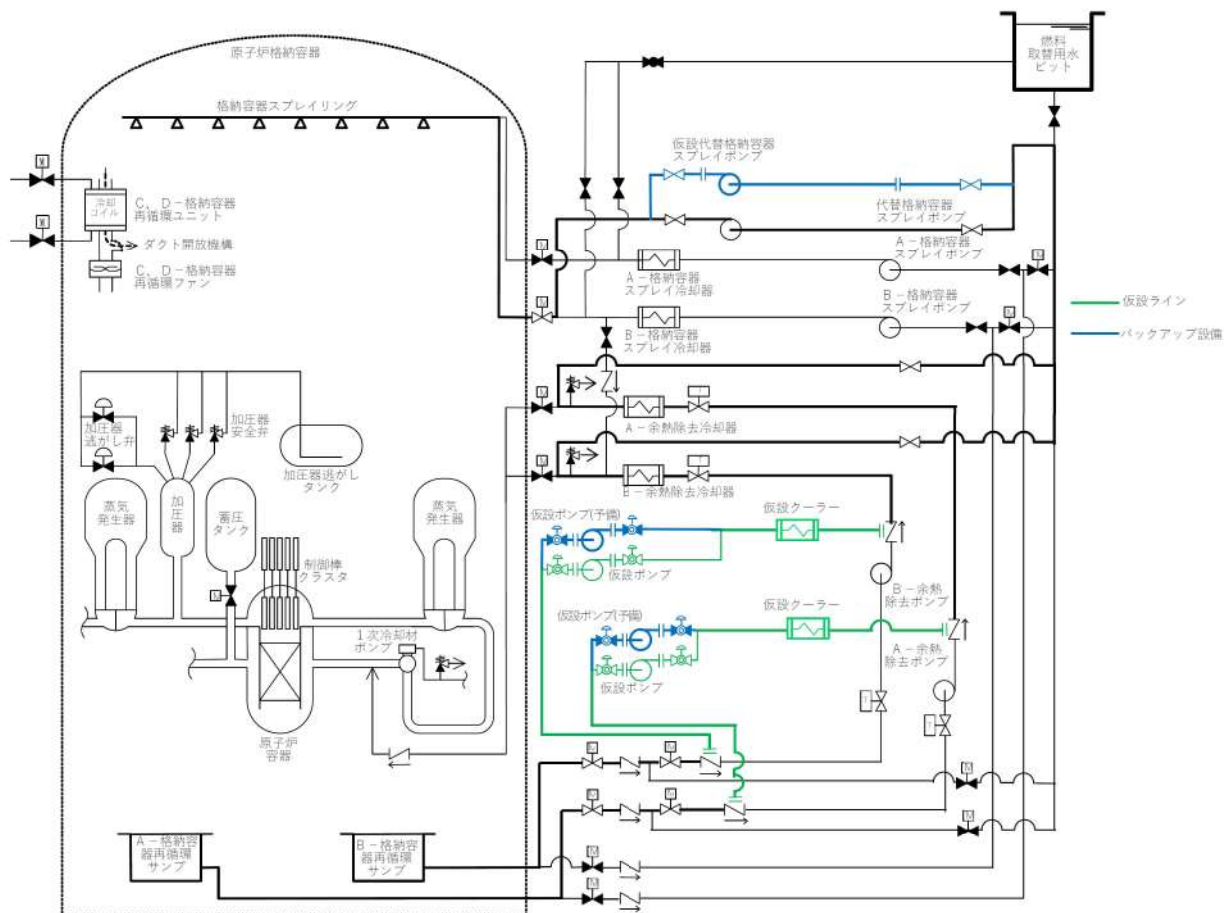 原子炉格納容器
格納容器スプレイリング
燃料
取替用水
ピット
仮設代替格納容器
スプレイポンプ
代替格納容器
スプレイポンプ
M
冷却
コイル
C、D-格納容器
再循環ユニット
ダクト開放機構
M
C、D-格納容器
再循環ファン
M
A-格納容器
スプレイ冷却器
A-格納容器
スプレイポンプ
M
M
B-格納容器
スプレイ冷却器
B-格納容器
スプレイポンプ
M
仮設ライン
バックアップ設備
M
A-余熱除去冷却器
M
B-余熱除去冷却器
加圧器
逃がし弁
加圧器
安全弁
加圧器逃がし
タンク
蒸気
発生器
加
圧
器
蓄圧
タンク
制御棒
クラスタ
蒸気
発生器
M
仮設ポンプ(予備)
仮設クーラー
仮設ポンプ
B-余熱
除去ポンプ
仮設ポンプ(予備)
仮設クーラー
仮設ポンプ
A-余熱
除去ポンプ
1次冷却材
ポンプ
原子炉
容器
M
M
M
M
M
M
A-格納容
器再循環
サンプ
B-格納容
器再循環
サンプ
M
M